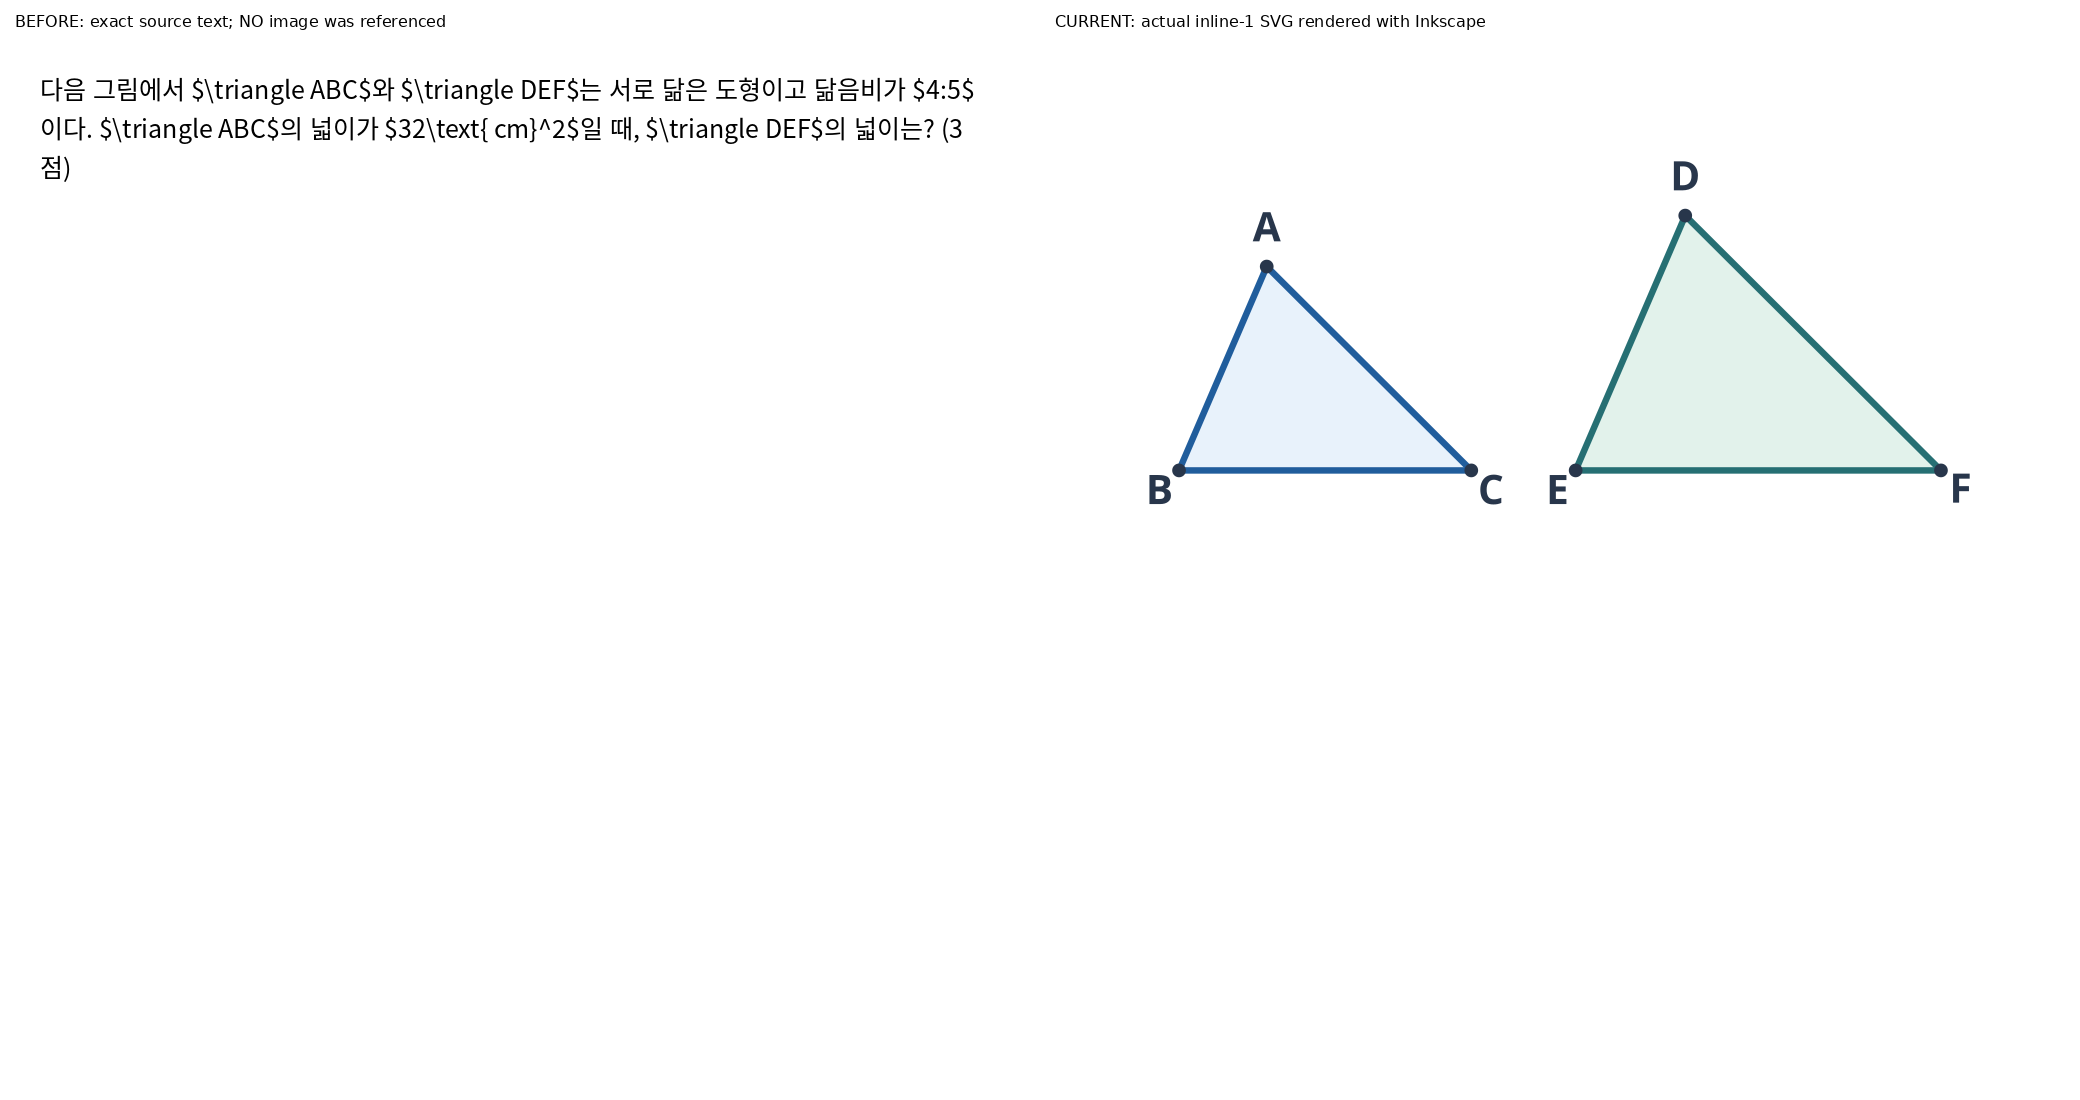 BEFORE: exact source text; NO image was referenced
CURRENT: actual inline-1 SVG rendered with Inkscape
다음 그림에서 $\triangle ABC$와 $\triangle DEF$는 서로 닮은 도형이고 닮음비가 $4:5$
이다. $\triangle ABC$의 넓이가 $32\text{ cm}^2$일 때, $\triangle DEF$의 넓이는? (3
점)
D
A
B
C
E
F